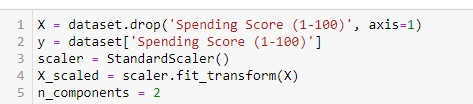 1 X = dataset.drop('Spending Score (1-100)', axis=1)
2 y = dataset['Spending Score (1-100)']
3 scaler = StandardScaler()
4 X_scaled = scaler.fit_transform(X)
5 n_components = 2